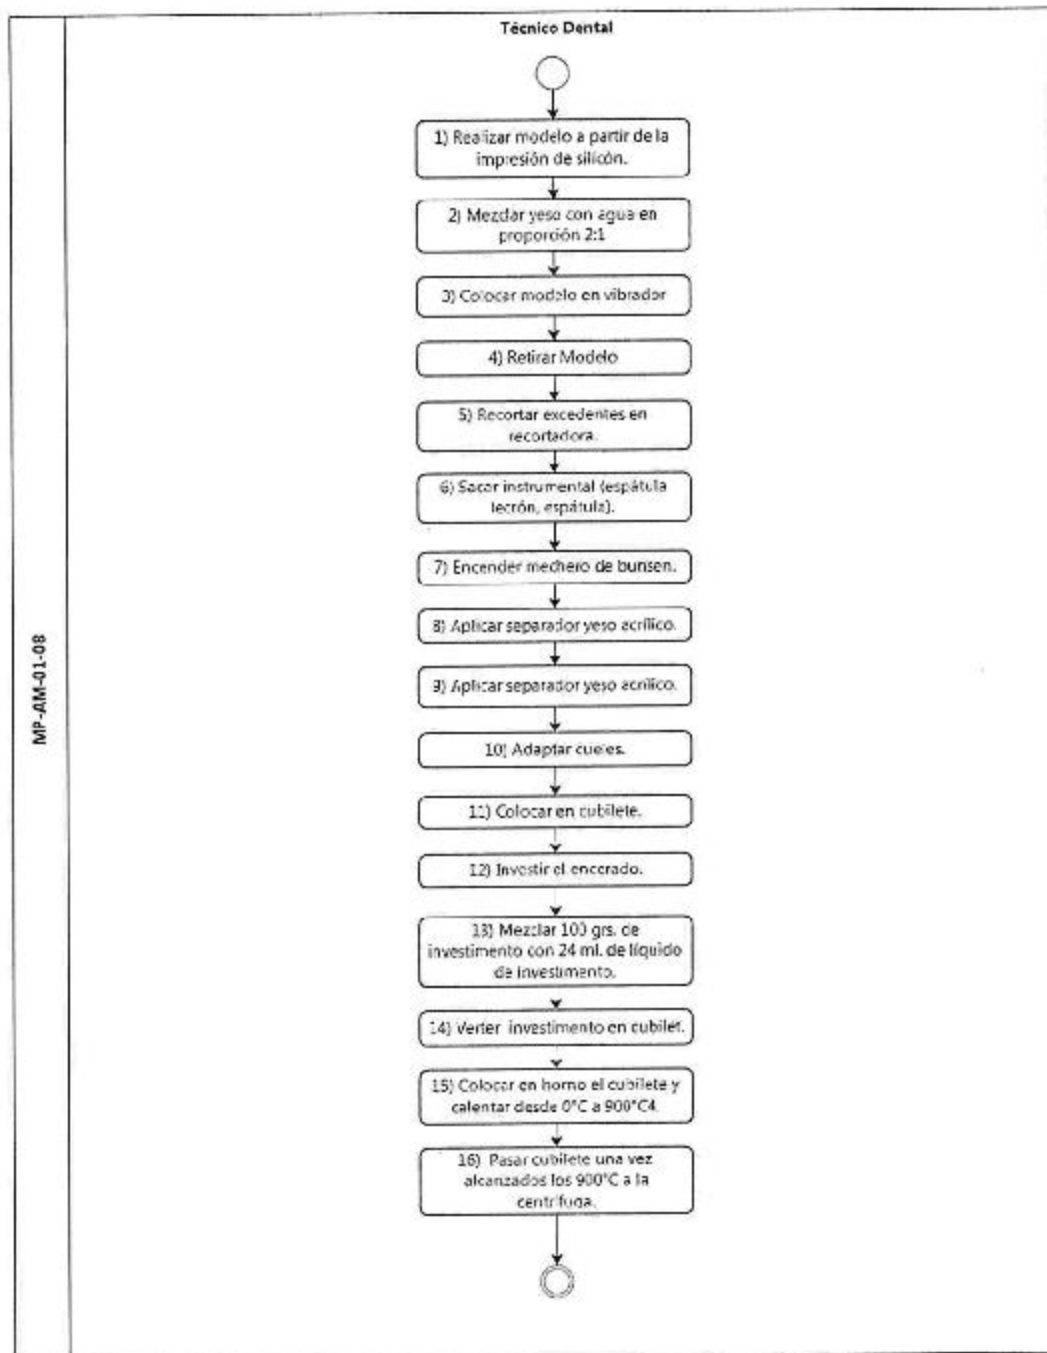 Técnico Dental
1) Realizar modelo a partir de la
impresión de silicón.
2) Mezclar yeso con agua en
proporción 2:1
3) Colocar modelo en vibrador
4) Retirar Modelo
5) Recortar excedentes en
recortadora.
6) Sacar instrumental (espátula
lecrón, espátula).
7) Encender mechero de bunsen.
8) Aplicar separador yeso acrílico.
9) Aplicar separador yeso acrílico.
10) Adaptar cueles.
11) Colocar en cubilete.
12) Investir el encerado.
13) Mezclar 100 grs. de
investimento con 24 ml. de líquido
de investimento.
14) Verter investimento en cubilet.
15) Colocar en horno el cubilete y
calentar desde 0°C a 900°C4.
16) Pasar cubilete una vez
alcanzados los 900°C a la
centrífuga.
MP-AM-01-08